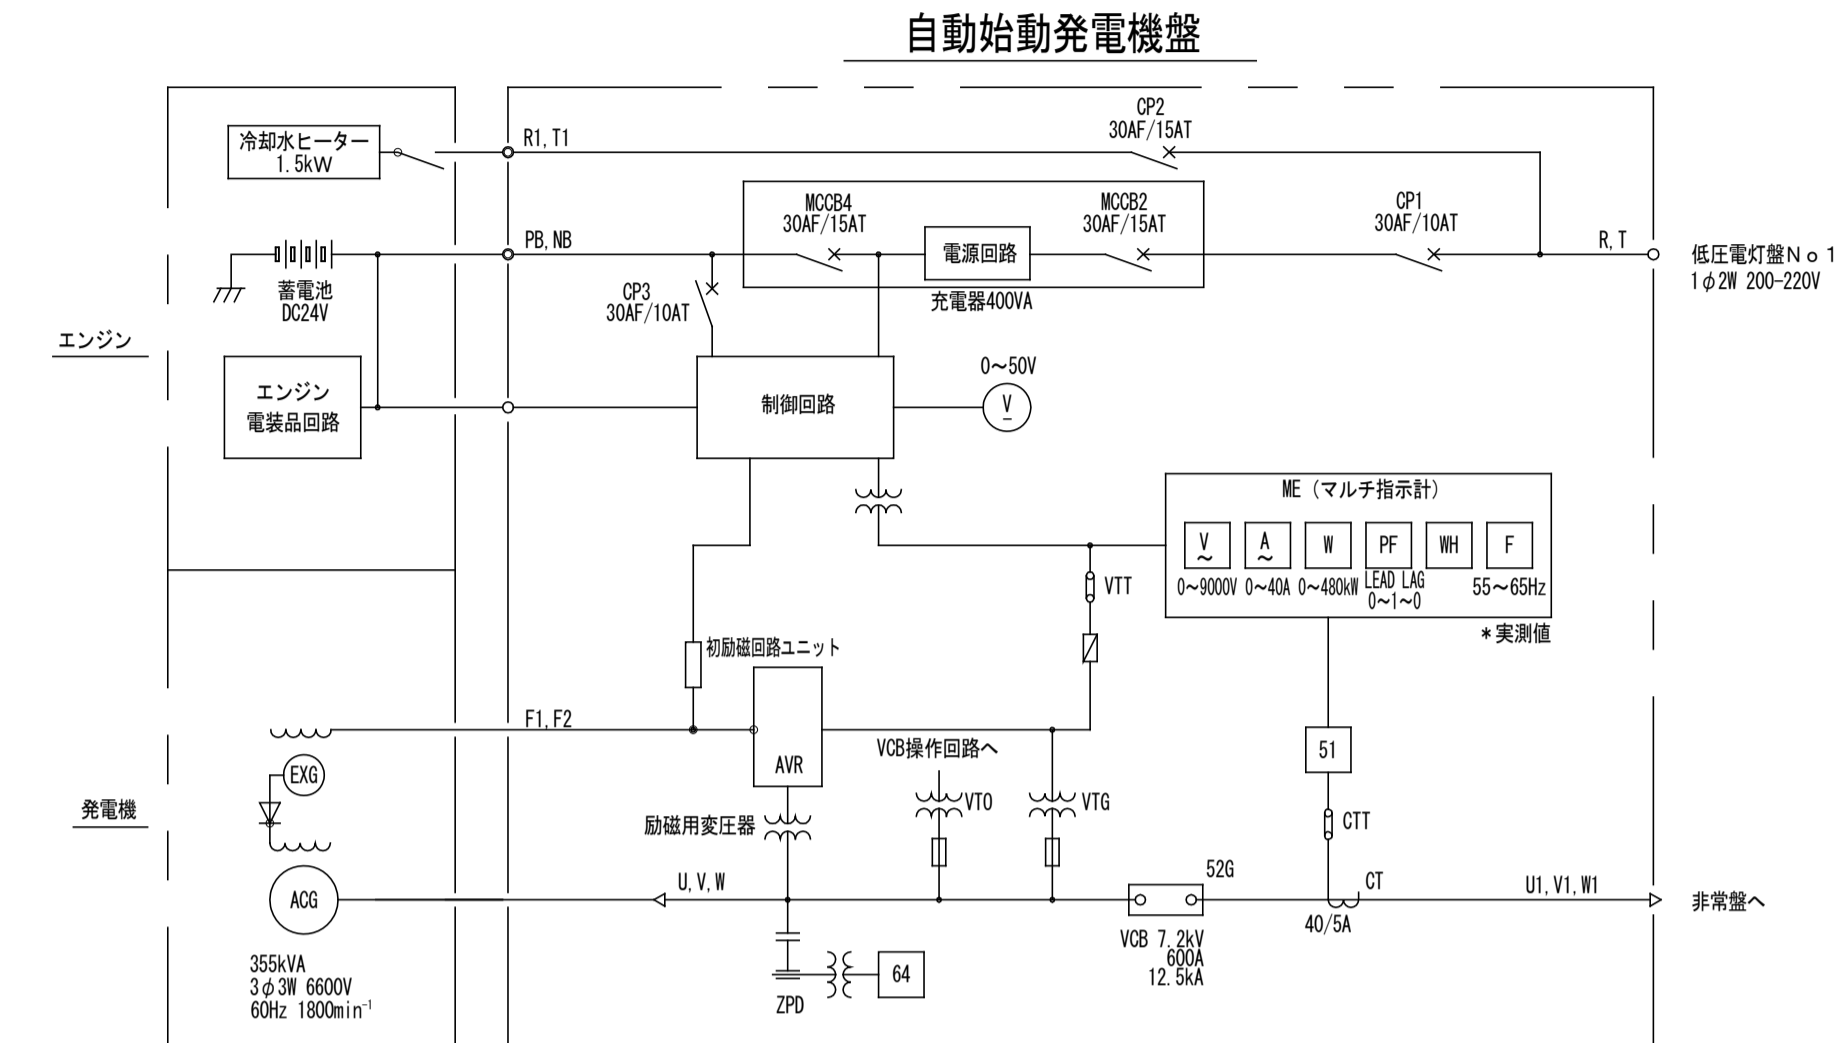 自動始動発電機盤
CP2
30AF/15AT
冷却水ヒーター
1.5kW
R1,T1
MCCB4
30AF/15AT
MCCB2
30AF/15AT
CP1
30AF/10AT
PB,NB
電源回路
R,T
低圧電灯盤No1
1φ2W 200-220V
蓄電池
DC24V
CP3
30AF/10AT
充電器400VA
エンジン
エンジン
電装品回路
制御回路
0~50V
V
ME(マルチ指示計)
V
~
A
~
W
PF
WH
F
0~9000V
0~40A
0~480kW
LEAD LAG
0~1~0
55~65Hz
*実測値
VTT
初励磁回路ユニット
F1,F2
AVR
VCB操作回路へ
51
EXG
発電機
励磁用変圧器
VTO
VTG
CTT
ACG
U,V,W
52G
CT
U1,V1,W1
非常盤へ
40/5A
VCB 7.2kV
600A
12.5kA
355kVA
3φ3W 6600V
60Hz 1800min⁻¹
64
ZPD